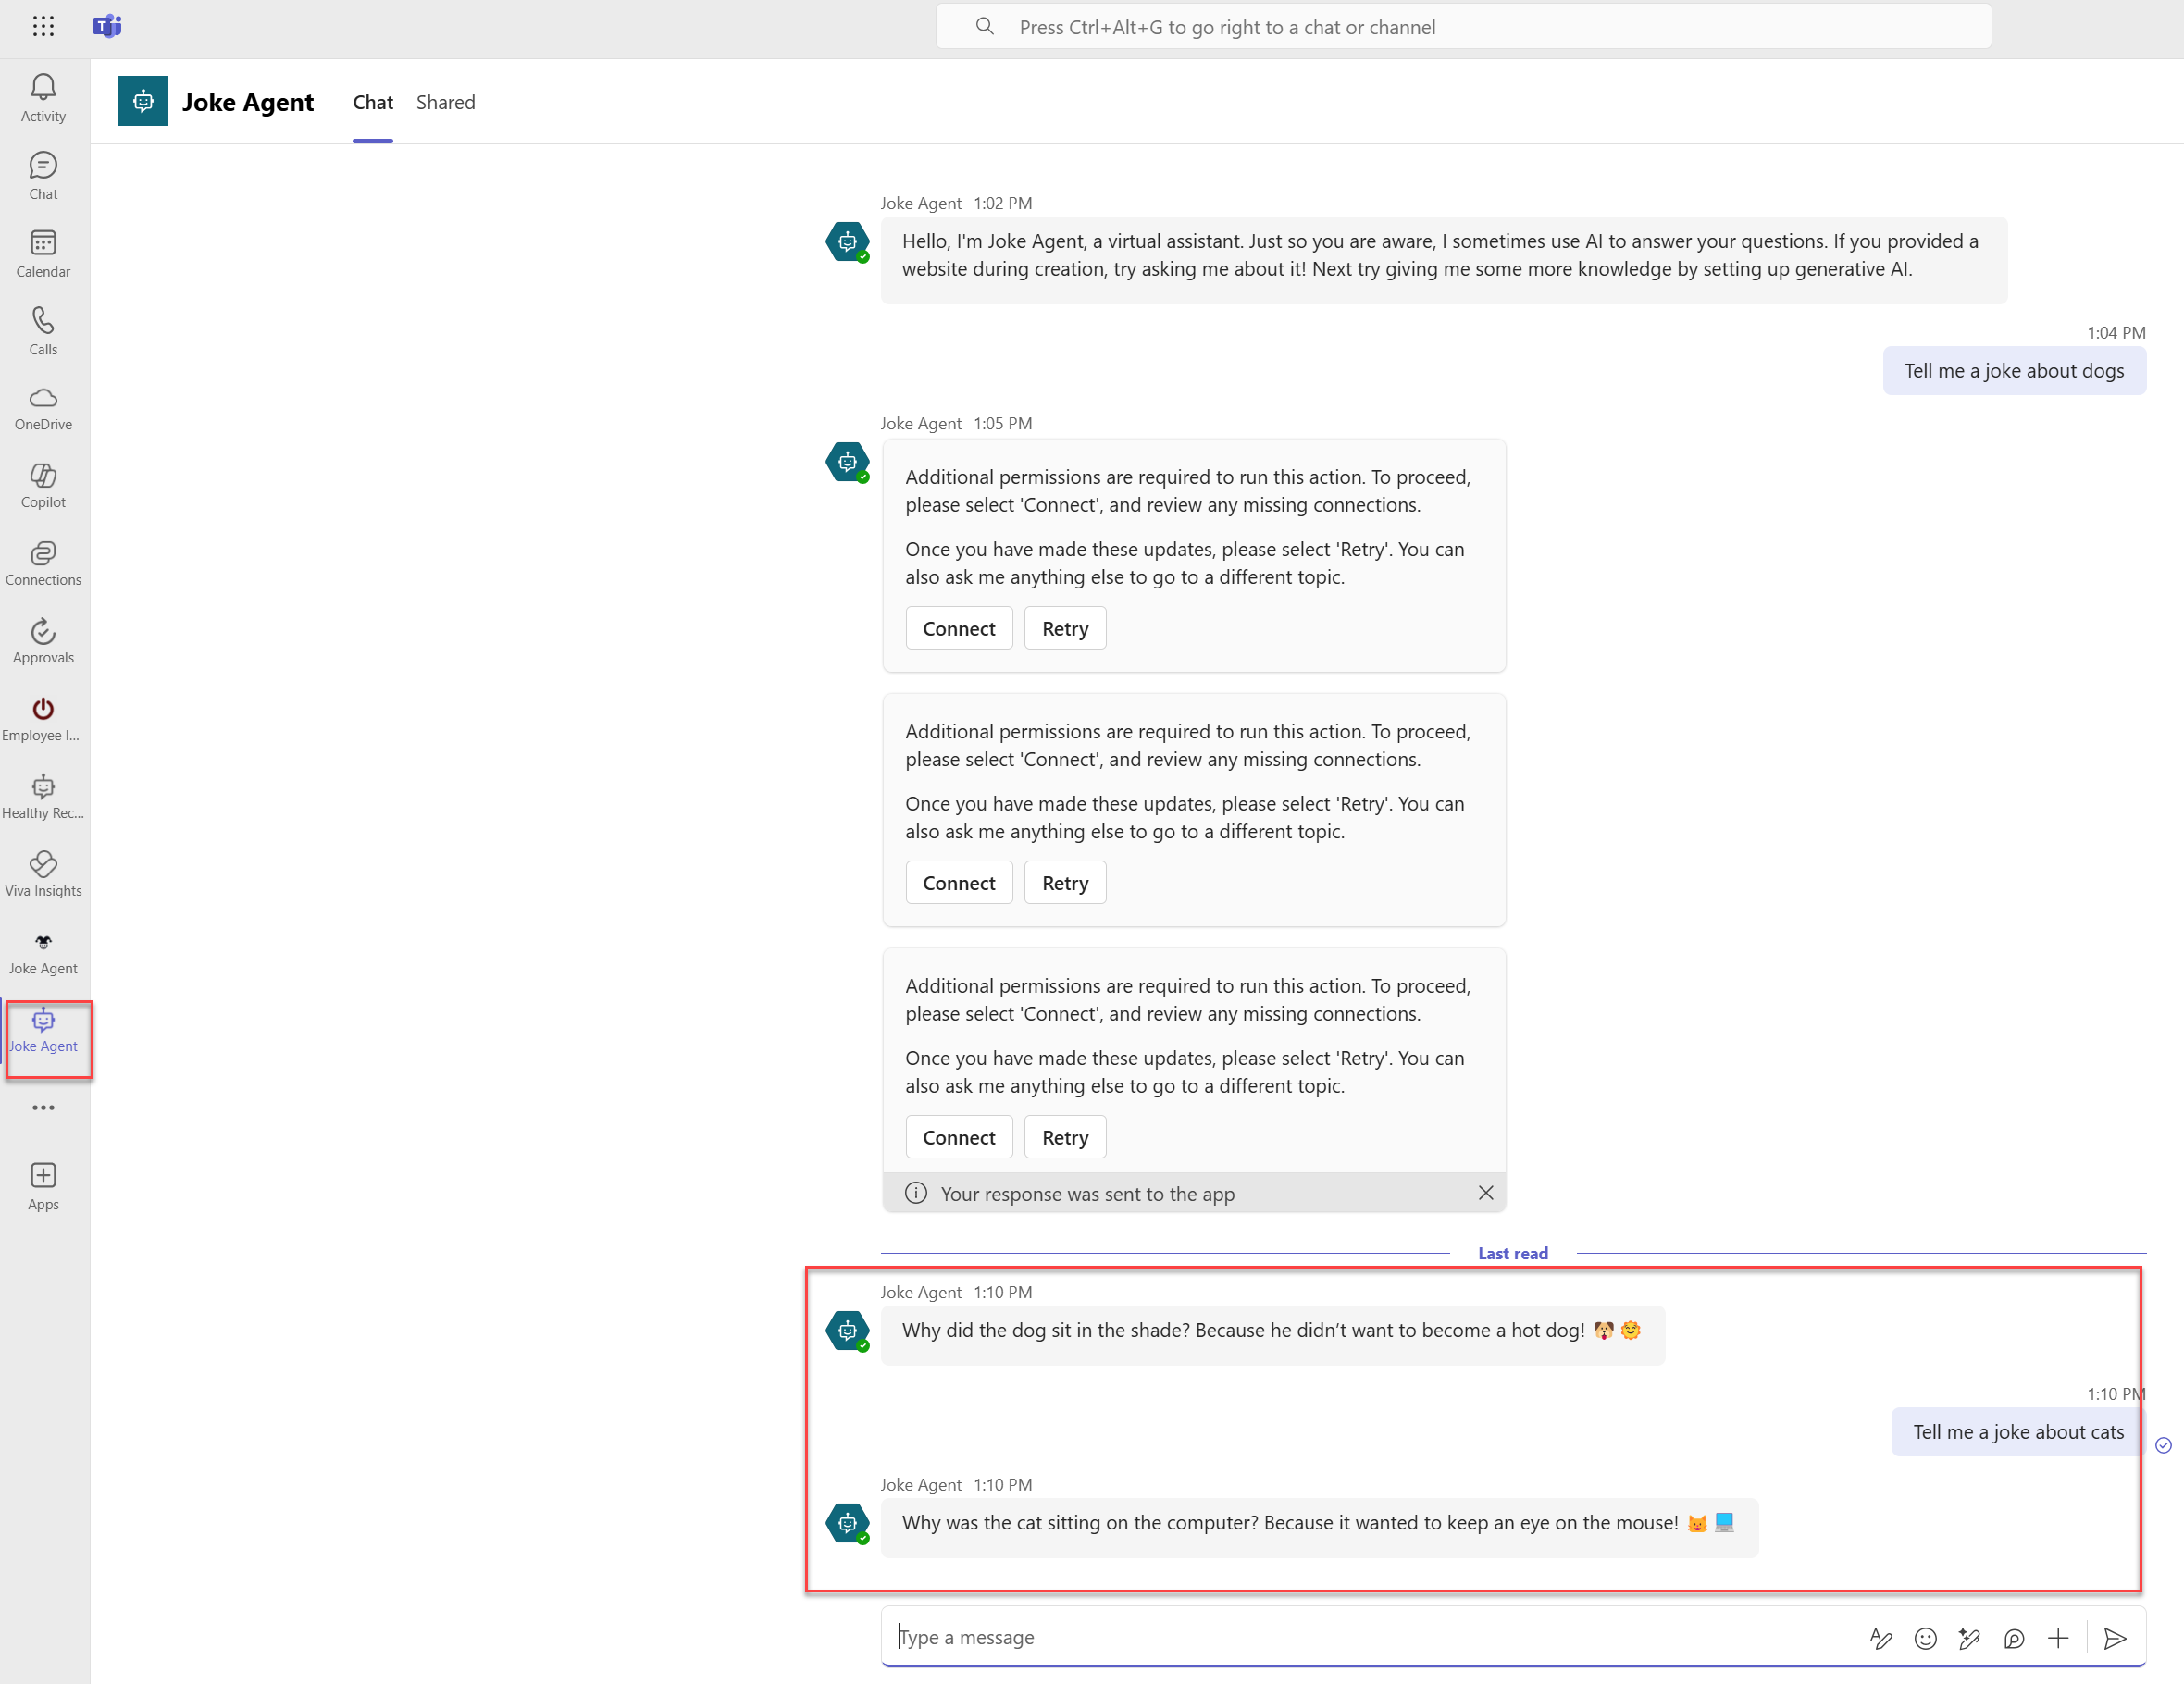 Press Ctrl+Alt+G to go right to a chat or channel
Activity
Chat
Calendar
Calls
OneDrive
Copilot
Connections
Approvals
Employee I...
Healthy Rec...
Viva Insights
Joke Agent
Joke Agent
Apps
Joke Agent Chat Shared
Joke Agent 1:02 PM
Hello, I'm Joke Agent, a virtual assistant. Just so you are aware, I sometimes use AI to answer your questions. If you provided a
website during creation, try asking me about it! Next try giving me some more knowledge by setting up generative AI.
1:04 PM
Tell me a joke about dogs
Joke Agent 1:05 PM
Additional permissions are required to run this action. To proceed,
please select 'Connect', and review any missing connections.
Once you have made these updates, please select 'Retry'. You can
also ask me anything else to go to a different topic.
Connect Retry
Additional permissions are required to run this action. To proceed,
please select 'Connect', and review any missing connections.
Once you have made these updates, please select 'Retry'. You can
also ask me anything else to go to a different topic.
Connect Retry
Additional permissions are required to run this action. To proceed,
please select 'Connect', and review any missing connections.
Once you have made these updates, please select 'Retry'. You can
also ask me anything else to go to a different topic.
Connect Retry
Your response was sent to the app
Last read
Joke Agent 1:10 PM
Why did the dog sit in the shade? Because he didn’t want to become a hot dog! 🐶🌞
1:10 PM
Tell me a joke about cats
Joke Agent 1:10 PM
Why was the cat sitting on the computer? Because it wanted to keep an eye on the mouse! 🐱💻
Type a message